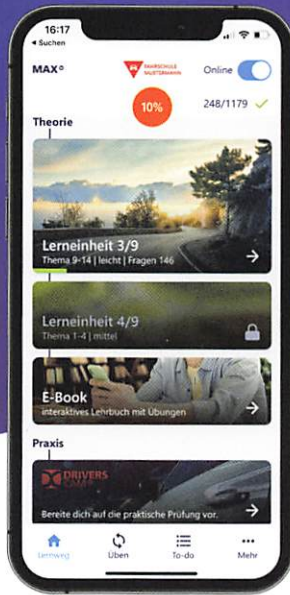 16:17
◂ Suchen
MAX®
FAHRSCHULE
MUSTERMANN
Online
10%
248/1179
Theorie
Lerneinheit 3/9
Thema 9-14 | leicht | Fragen 146
Lerneinheit 4/9
Thema 1-4 | mittel
E-Book
interaktives Lehrbuch mit Übungen
Praxis
DRIVERS
CAM
Bereite dich auf die praktische Prüfung vor.
Lernweg
Üben
To-do
Mehr